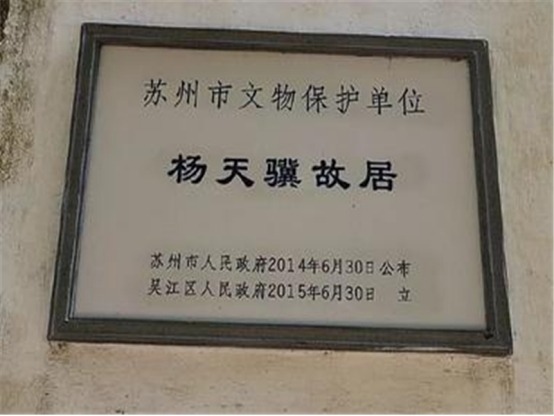 苏州市文物保护单位
杨天骥故居
苏州市人民政府2014年6月30日公布
吴江区人民政府2015年6月30日 立